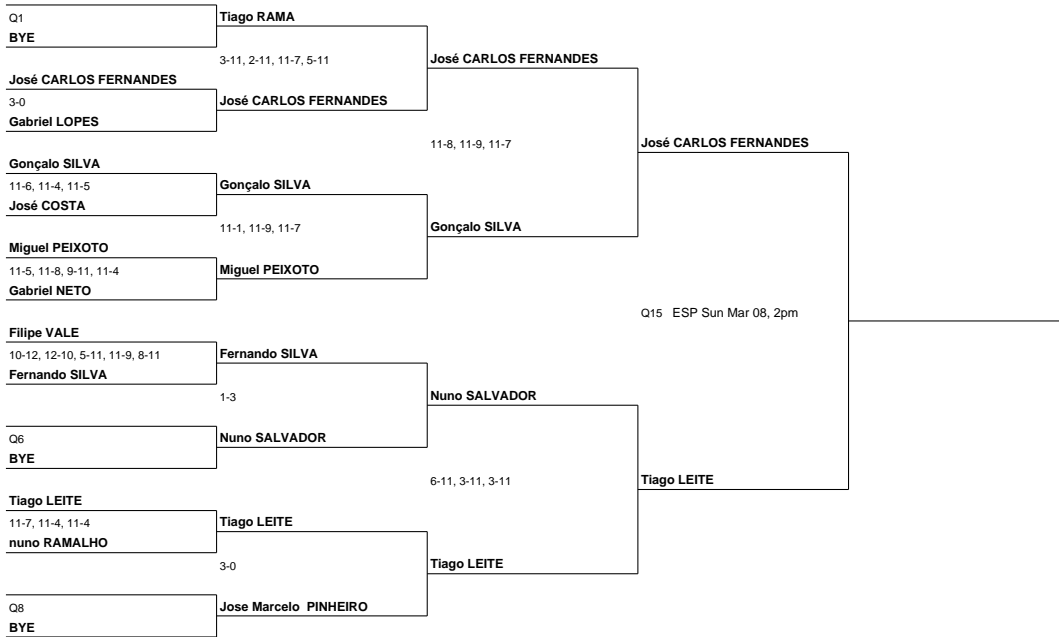 Q1
BYE
José CARLOS FERNANDES
3-0
Gabriel LOPES
Gonçalo SILVA
11-6, 11-4, 11-5
José COSTA
Miguel PEIXOTO
11-5, 11-8, 9-11, 11-4
Gabriel NETO
Filipe VALE
10-12, 12-10, 5-11, 11-9, 8-11
Fernando SILVA
Q6
BYE
Tiago LEITE
11-7, 11-4, 11-4
nuno RAMALHO
Q8
BYE
Tiago RAMA
3-11, 2-11, 11-7, 5-11
José CARLOS FERNANDES
Gonçalo SILVA
11-1, 11-9, 11-7
Miguel PEIXOTO
Fernando SILVA
1-3
Nuno SALVADOR
Tiago LEITE
3-0
Jose Marcelo PINHEIRO
José CARLOS FERNANDES
11-8, 11-9, 11-7
Gonçalo SILVA
Nuno SALVADOR
6-11, 3-11, 3-11
Tiago LEITE
José CARLOS FERNANDES
Q15 ESP Sun Mar 08, 2pm
Tiago LEITE